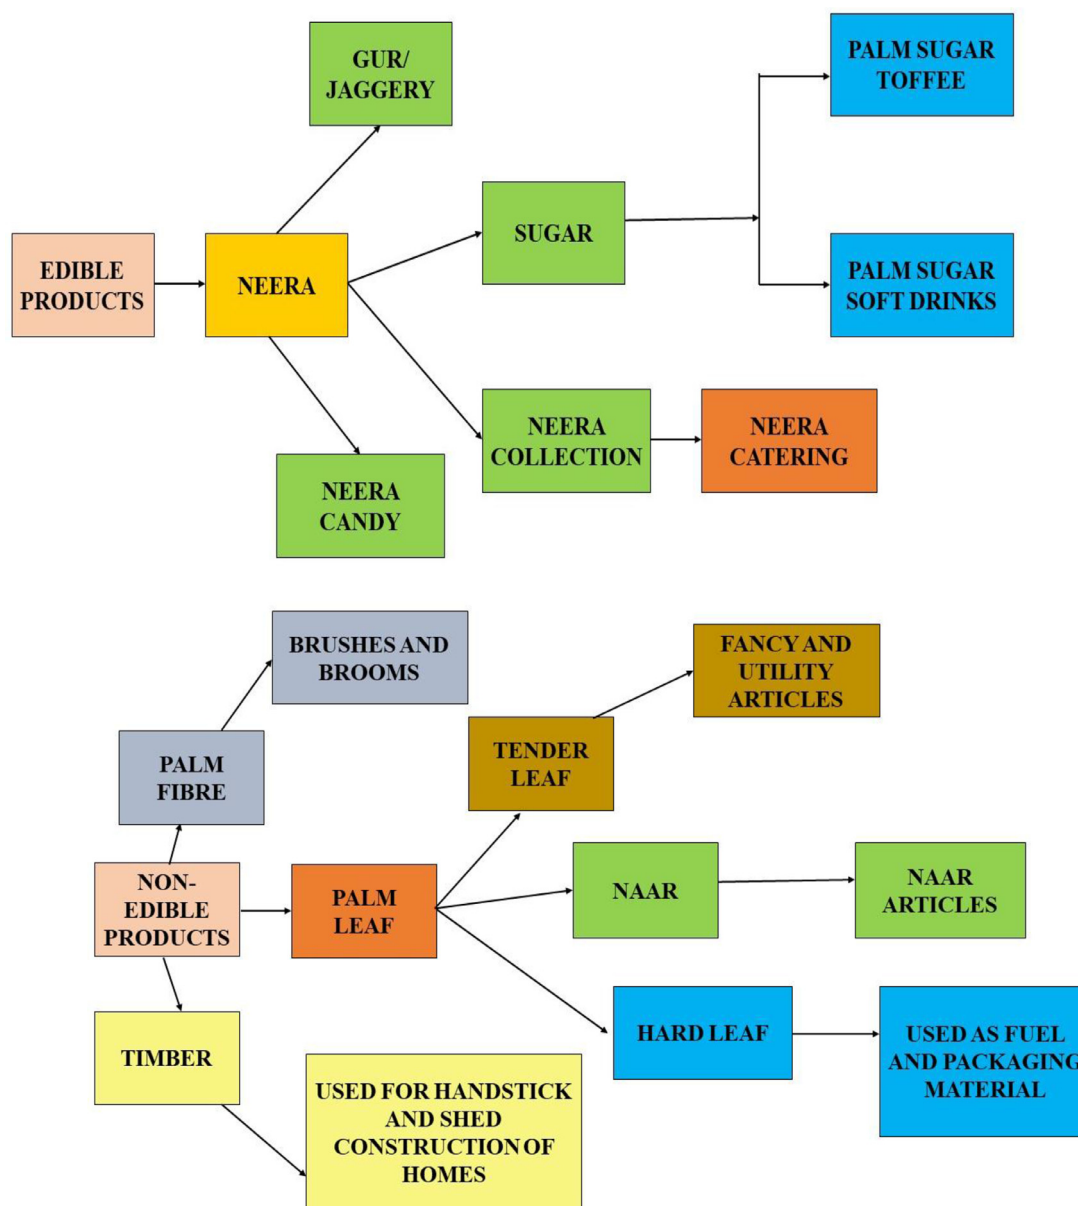 GUR/
JAGGERY
PALM SUGAR
TOFFEE
SUGAR
EDIBLE
PRODUCTS
NEERA
PALM SUGAR
SOFT DRINKS
NEERA
COLLECTION
NEERA
CATERING
NEERA
CANDY
BRUSHES AND
BROOMS
FANCY AND
UTILITY
ARTICLES
PALM
FIBRE
TENDER
LEAF
NON-
EDIBLE
PRODUCTS
PALM
LEAF
NAAR
NAAR
ARTICLES
TIMBER
HARD LEAF
USED AS FUEL
AND PACKAGING
MATERIAL
USED FOR HANDSTICK
AND SHED
CONSTRUCTION OF
HOMES